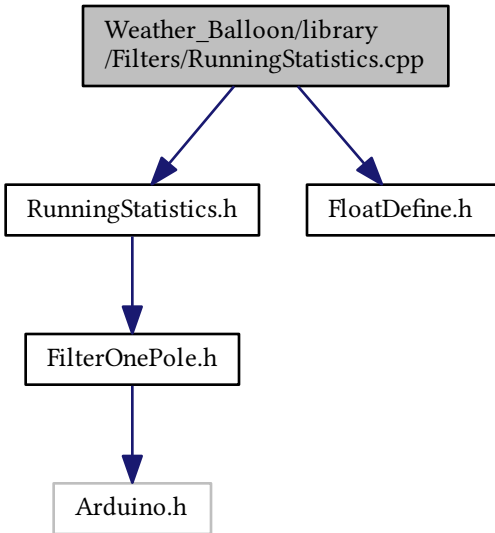 Weather_Balloon/library
/Filters/RunningStatistics.cpp
RunningStatistics.h
FloatDefine.h
FilterOnePole.h
Arduino.h